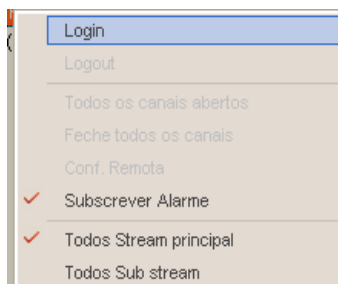 Login
Logout
Todos os canais abertos
Feche todos os canais
Conf. Remota
Subscrever Alarme
Todos Stream principal
Todos Sub stream